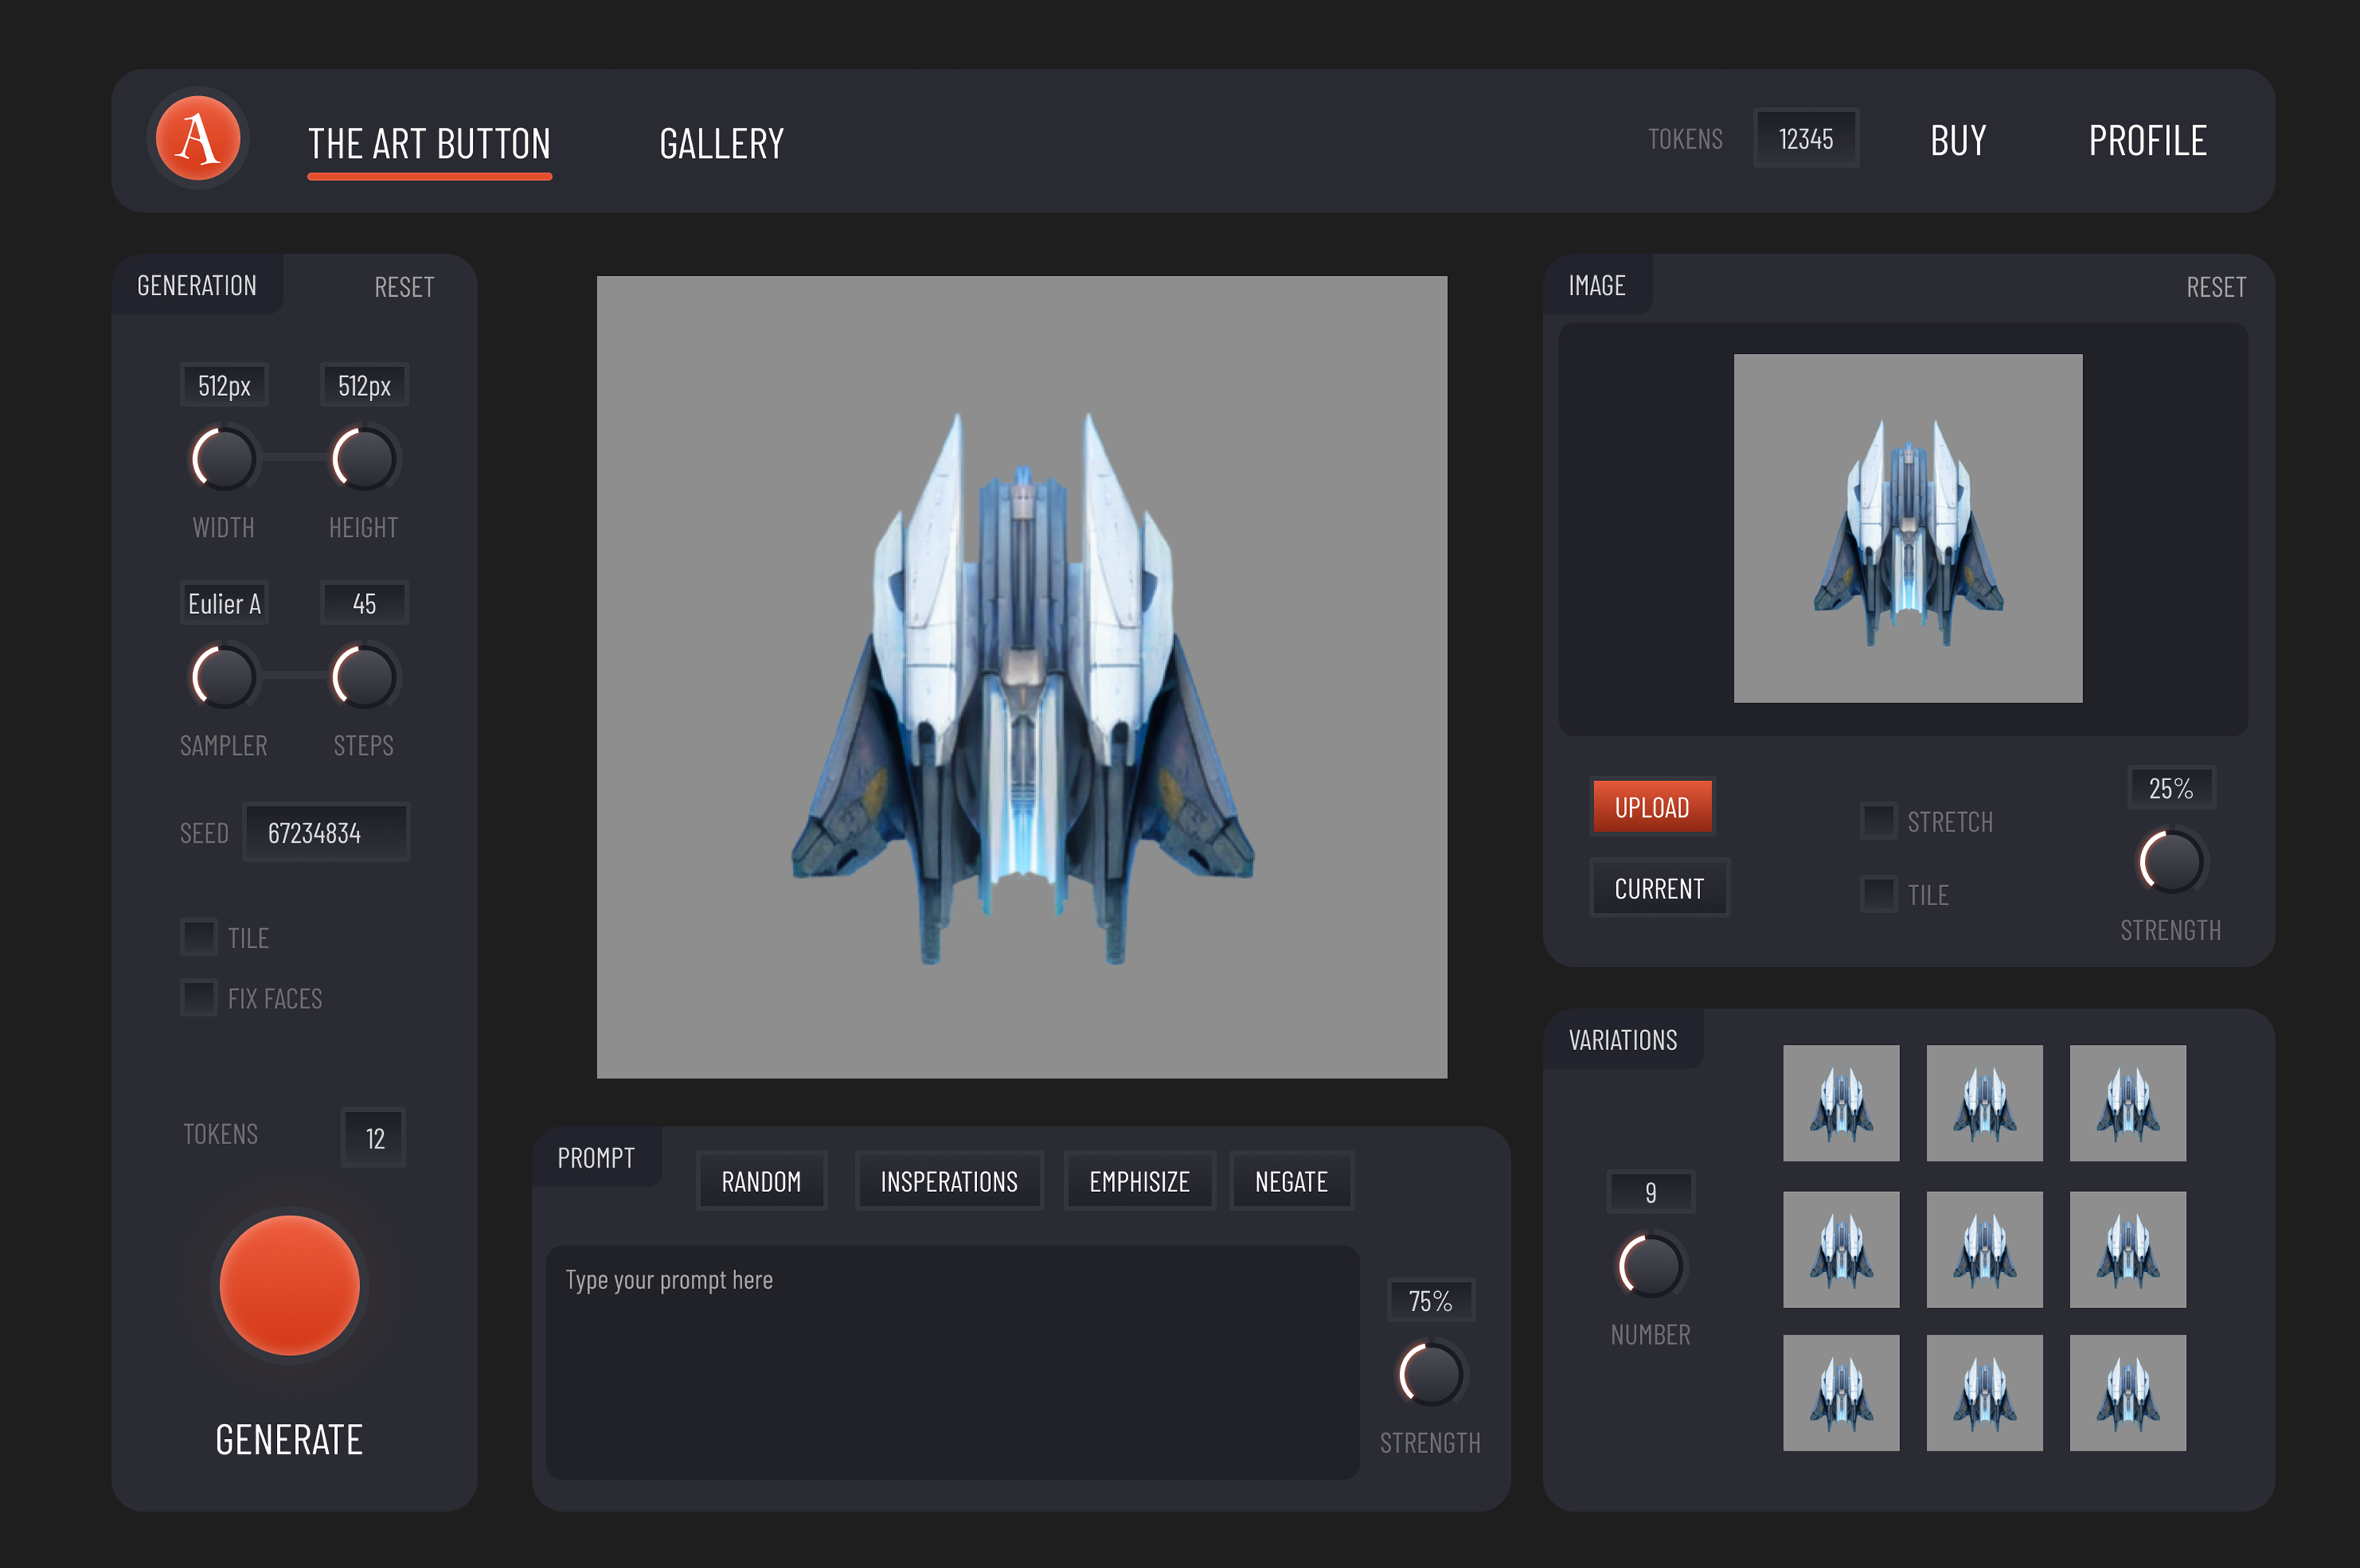 A
THE ART BUTTON
GALLERY
TOKENS
12345
BUY
PROFILE
GENERATION
RESET
512px
512px
WIDTH
HEIGHT
Eulier A
45
SAMPLER
STEPS
SEED
67234834
TILE
FIX FACES
TOKENS
12
GENERATE
PROMPT
RANDOM
INSPERATIONS
EMPHISIZE
NEGATE
Type your prompt here
75%
STRENGTH
IMAGE
RESET
UPLOAD
CURRENT
STRETCH
TILE
25%
STRENGTH
VARIATIONS
9
NUMBER